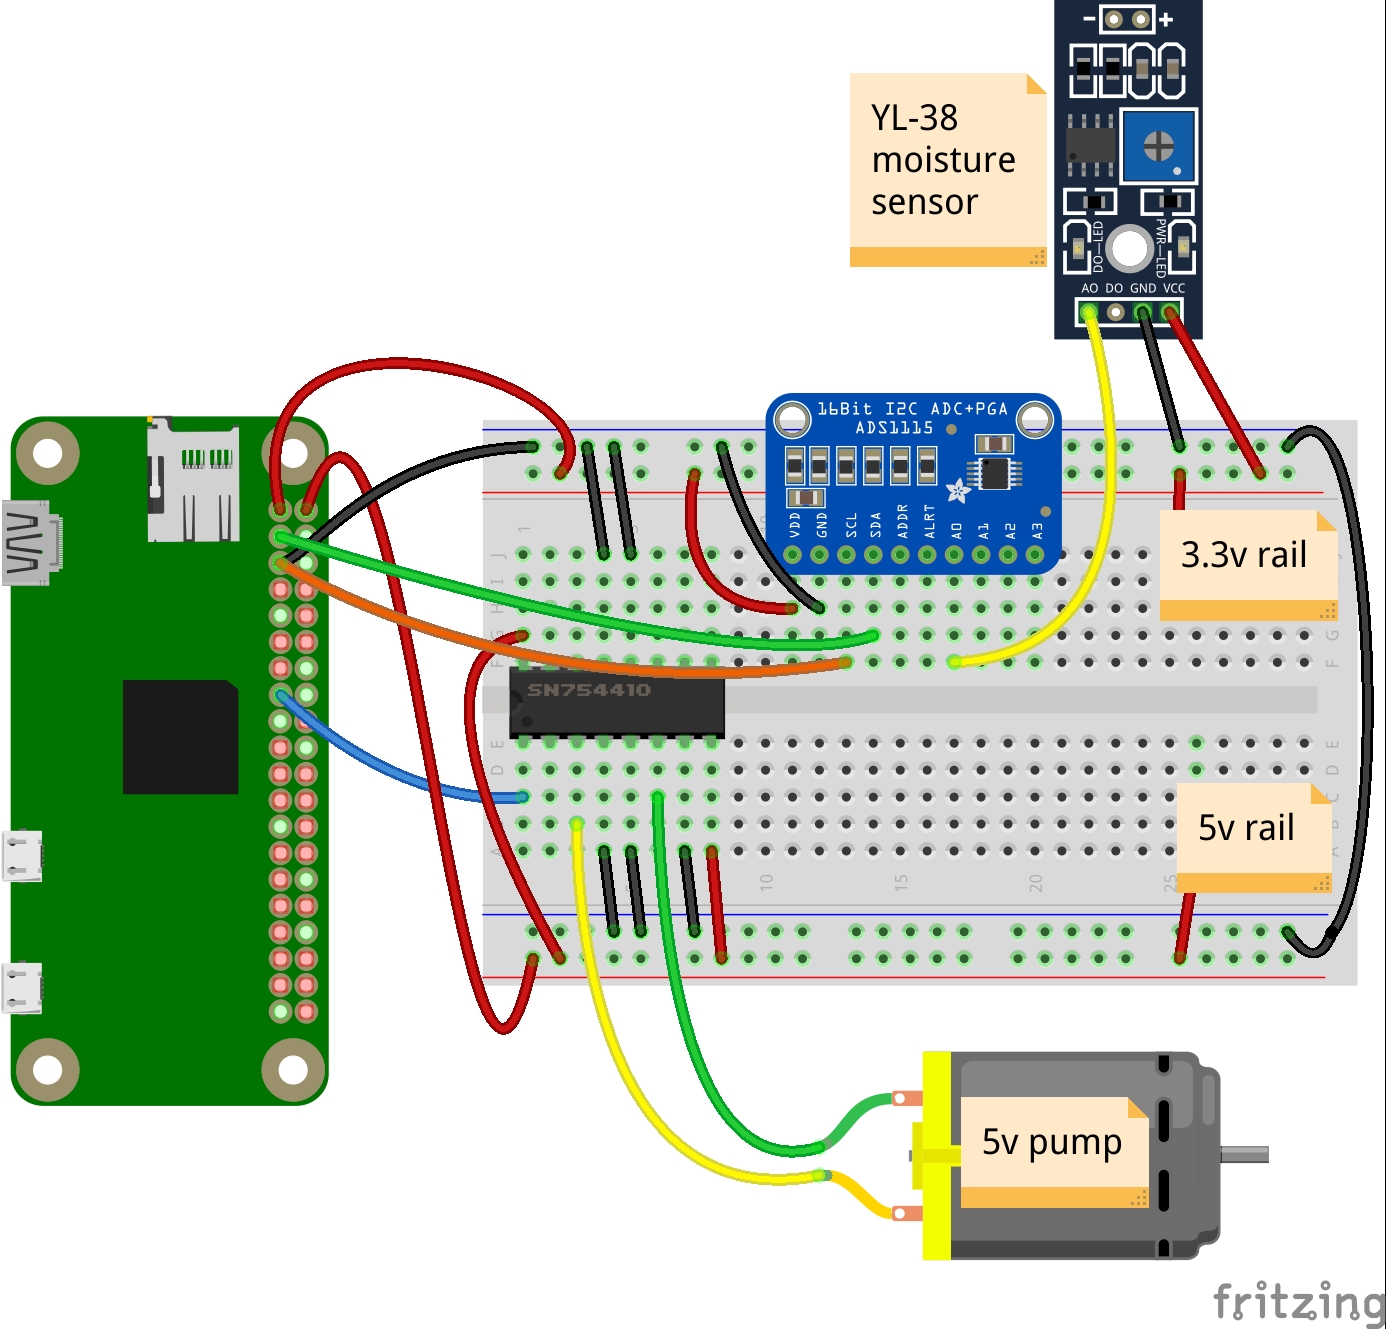 - +
YL-38
moisture
sensor
DO—LED
PWR—LED
AO DO GND VCC
16Bit I2C ADC+PGA
ADS1115
VDD GND SCL SDA ADDR ALRT A0 A1 A2 A3
3.3v rail
1
J
I
H
G G
F F
SN754410
E E
D D
C
B
A A
5v rail
10 15 20 25
5v pump
fritzing